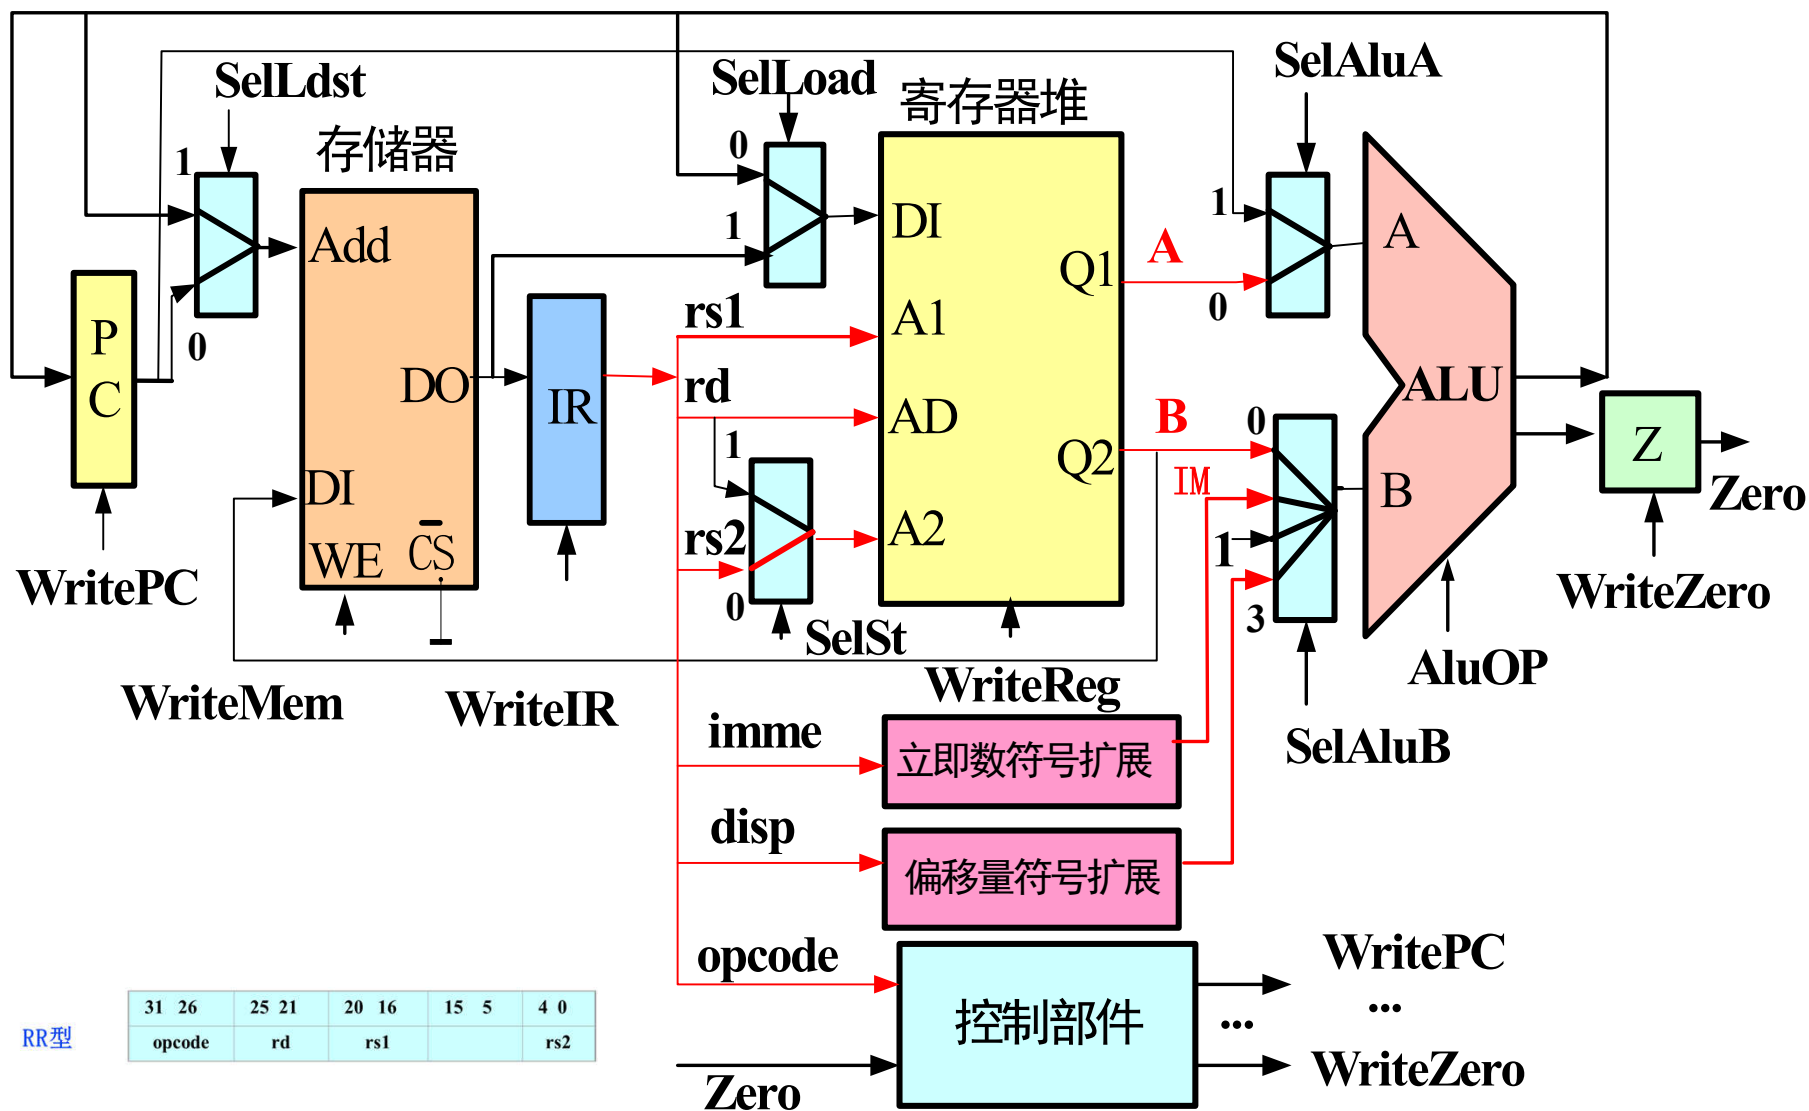 SelLdst
SelLoad
寄存器堆
SelAluA
存储器
1
0
P
C
WritePC
Add
DO
DI
WE
CS
WriteMem
IR
WriteIR
0
1
rs1
rd
1
rs2
0
SelSt
DI
A1
AD
A2
Q1
Q2
WriteReg
A
B
IM
1
0
0
1
3
SelAluB
A
ALU
B
AluOP
Z
Zero
WriteZero
imme
立即数符号扩展
disp
偏移量符号扩展
opcode
控制部件
Zero
WritePC
...
...
WriteZero
RR型
31 26 25 21 20 16 15 5 4 0
opcode rd rs1 rs2